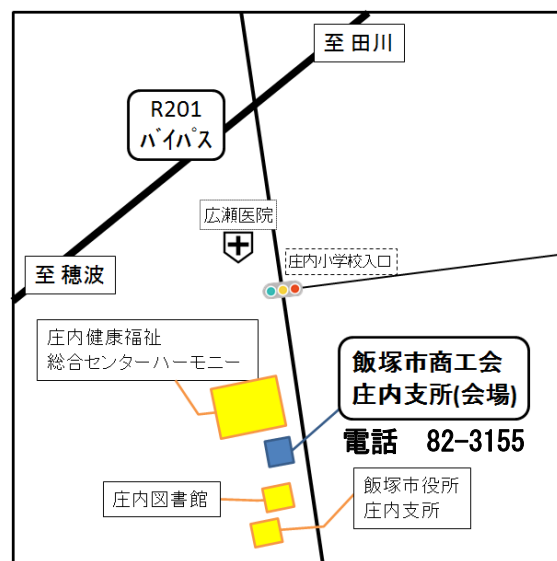 至 田川
R201
バイパス
広瀬医院
庄内小学校入口
至 穂波
庄内健康福祉
総合センターハーモニー
飯塚市商工会
庄内支所(会場)
電話　82-3155
庄内図書館
飯塚市役所
庄内支所